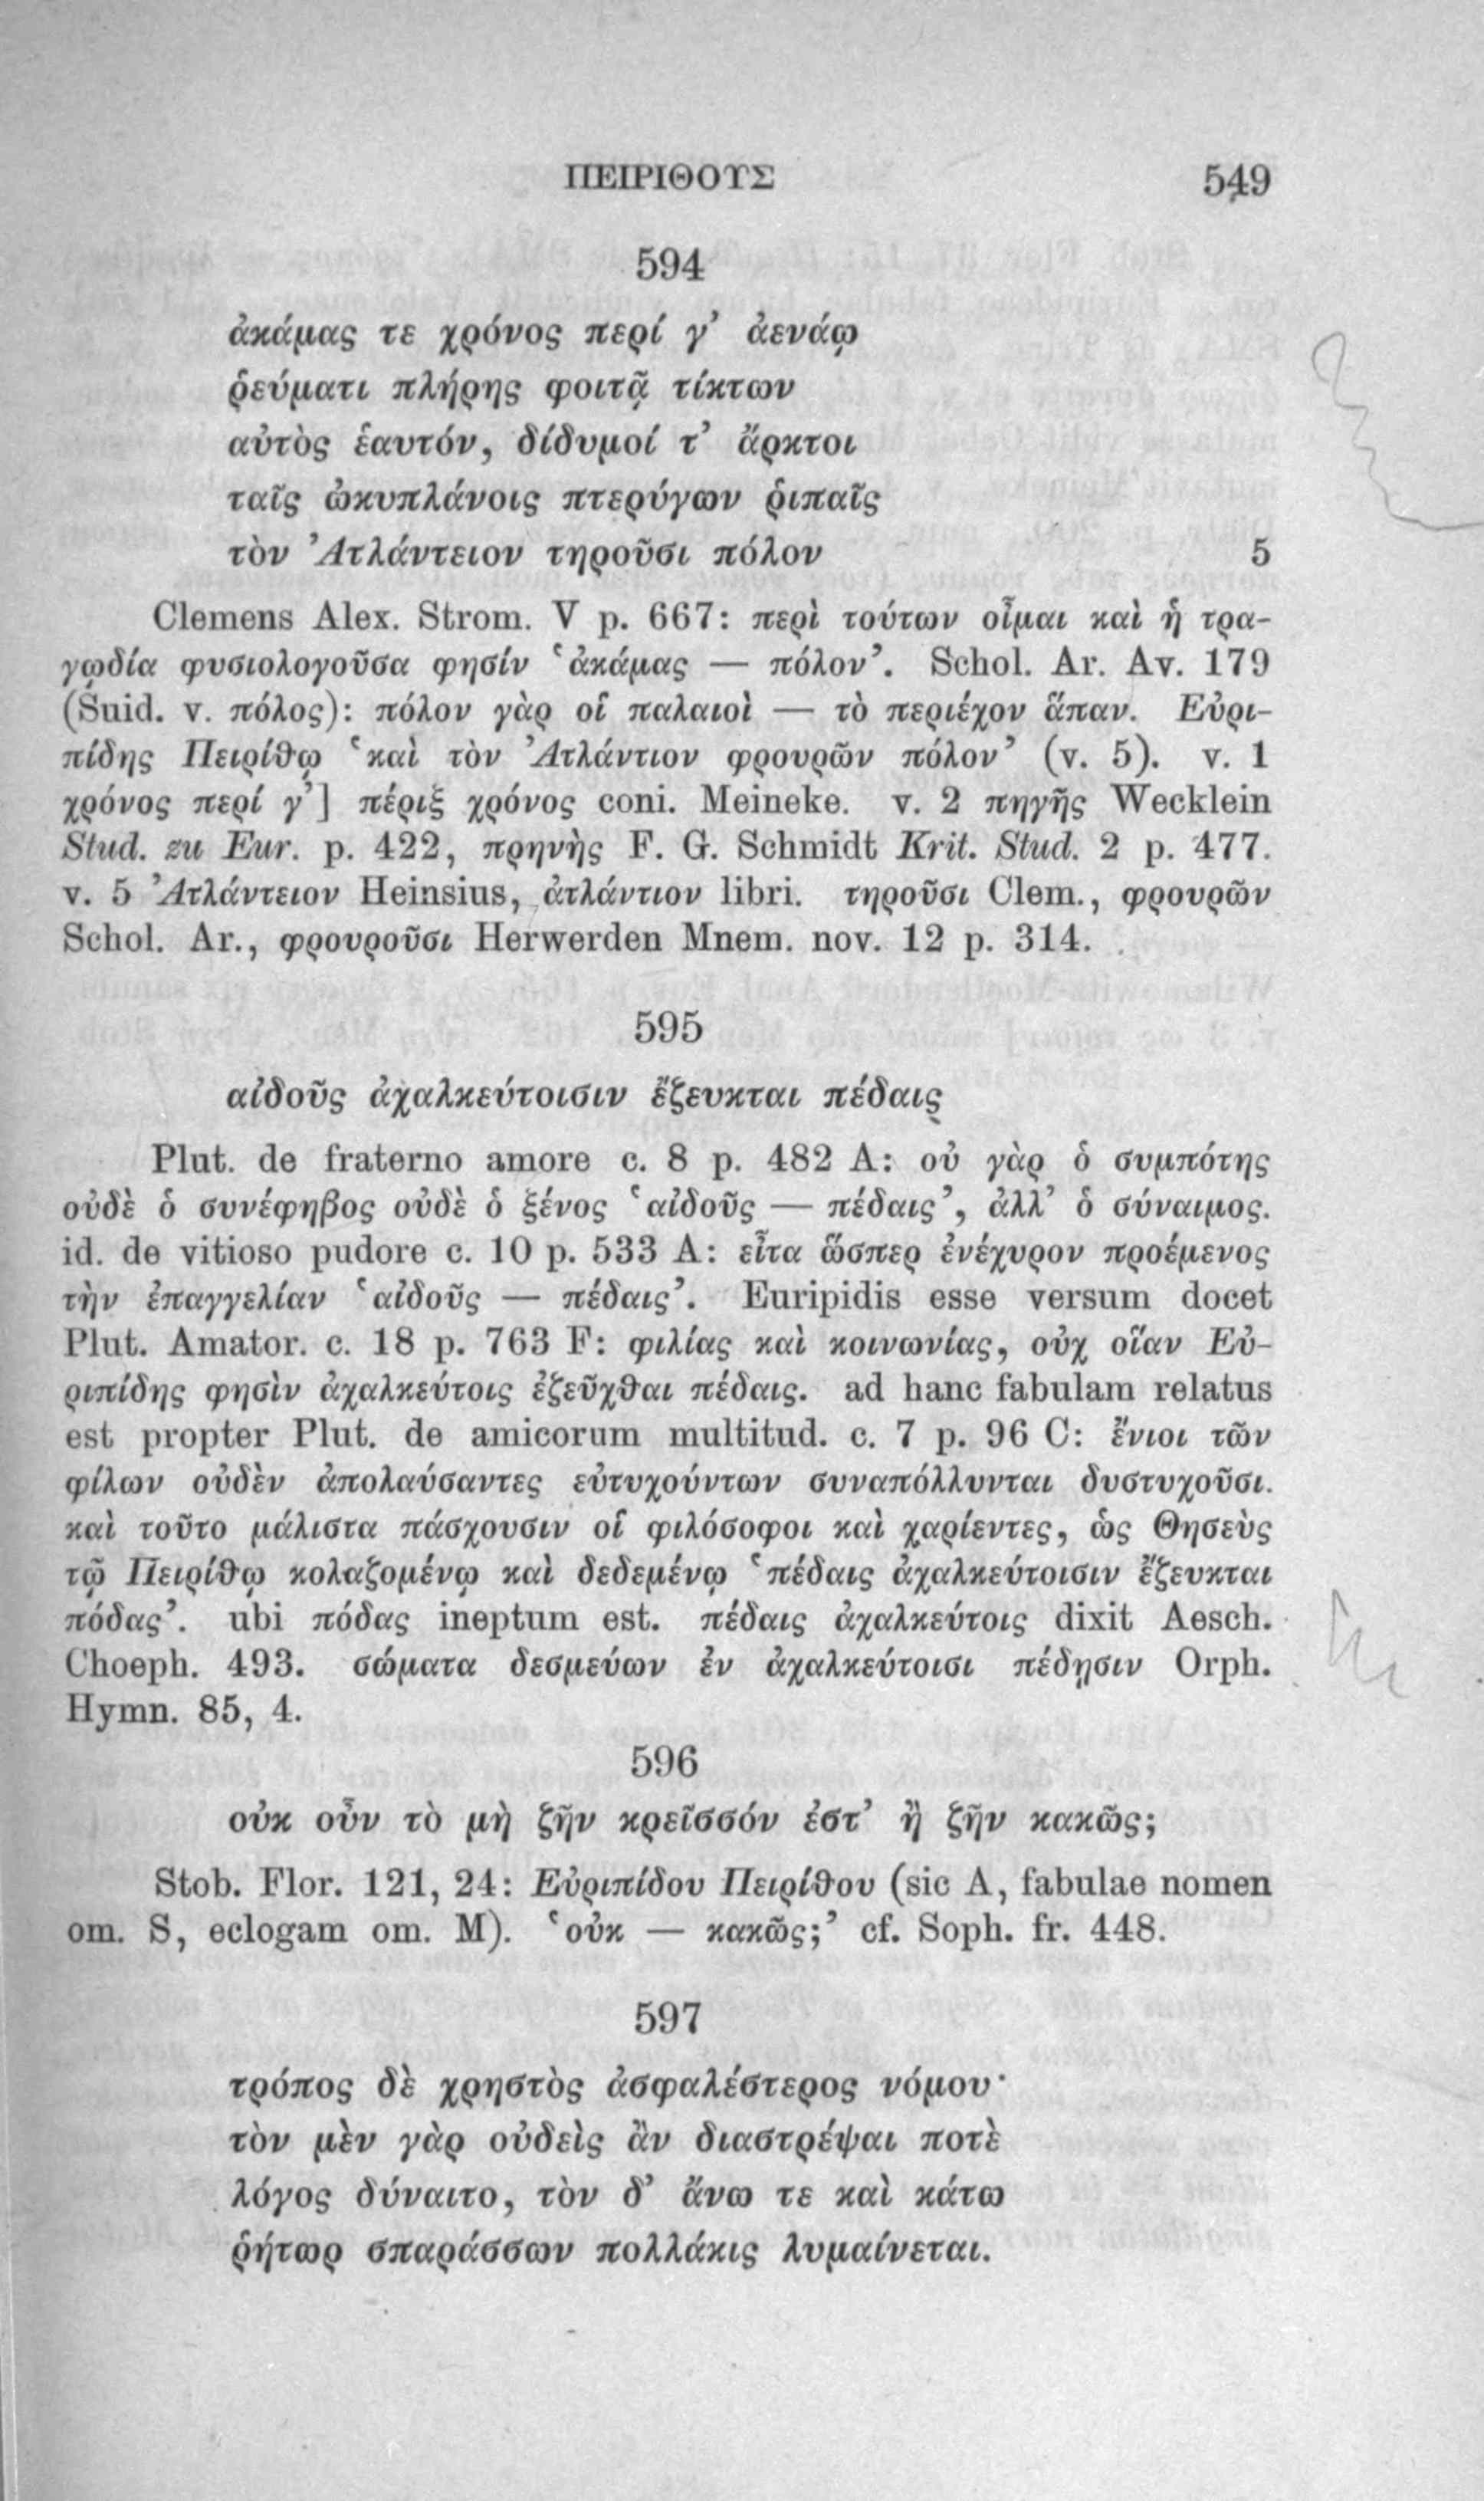 ΠΕΙΡΙΘΟΥΣ 549
594
ἀκάμας τε χρόνος περί γ’ ἀενάῳ
ῥεύματι πλήρης φοιτᾷ τίκτων
αὐτὸς ἑαυτόν, δίδυμοί τ’ ἄρκτοι
ταῖς ὠκυπλάνοις πτερύγων ῥιπαῖς
τὸν Ἀτλάντειον τηροῦσι πόλον 5
Clemens Alex. Strom. V p. 667: περὶ τούτων οἶμαι καὶ ἡ τρα-
γῳδία φυσιολογοῦσα φησίν ‘ἀκάμας — πόλον’. Schol. Ar. Av. 179
(Suid. v. πόλος): πόλον γὰρ οἱ παλαιοὶ — τὸ περιέχον ἅπαν. Εὐρι-
πίδης Πειρίθῳ ‘καὶ τὸν Ἀτλάντιον φρουρῶν πόλον’ (v. 5). v. 1
χρόνος περί γ’] πέριξ χρόνος coni. Meineke. v. 2 πηγῆς Wecklein
Stud. zu Eur. p. 422, πρηνὴς F. G. Schmidt Krit. Stud. 2 p. 477.
v. 5 Ἀτλάντειον Heinsius, ἀτλάντιον libri. τηροῦσι Clem., φρουρῶν
Schol. Ar., φρουροῦσι Herwerden Mnem. nov. 12 p. 314.
595
αἰδοῦς ἀχαλκεύτοισιν ἔζευκται πέδαις
Plut. de fraterno amore c. 8 p. 482 A: οὐ γὰρ ὁ συμπότης
οὐδὲ ὁ συνέφηβος οὐδὲ ὁ ξένος ‘αἰδοῦς — πέδαις’, ἀλλ’ ὁ σύναιμος.
id. de vitioso pudore c. 10 p. 533 A: εἶτα ὥσπερ ἐνέχυρον προέμενος
τὴν ἐπαγγελίαν ‘αἰδοῦς — πέδαις’. Euripidis esse versum docet
Plut. Amator. c. 18 p. 763 F: φιλίας καὶ κοινωνίας, οὐχ οἵαν Εὐ-
ριπίδης φησὶν ἀχαλκεύτοις ἐζεῦχθαι πέδαις. ad hanc fabulam relatus
est propter Plut. de amicorum multitud. c. 7 p. 96 C: ἔνιοι τῶν
φίλων οὐδὲν ἀπολαύσαντες εὐτυχούντων συναπόλλυνται δυστυχοῦσι.
καὶ τοῦτο μάλιστα πάσχουσιν οἱ φιλόσοφοι καὶ χαρίεντες, ὡς Θησεὺς
τῷ Πειρίθῳ κολαζομένῳ καὶ δεδεμένῳ ‘πέδαις ἀχαλκεύτοισιν ἔζευκται
πόδας’. ubi πόδας ineptum est. πέδαις ἀχαλκεύτοις dixit Aesch.
Choeph. 493. σώματα δεσμεύων ἐν ἀχαλκεύτοισι πέδῃσιν Orph.
Hymn. 85, 4.
596
οὐκ οὖν τὸ μὴ ζῆν κρεῖσσόν ἐστ’ ἢ ζῆν κακῶς;
Stob. Flor. 121, 24: Εὐριπίδου Πειρίθου (sic A, fabulae nomen
om. S, eclogam om. M). ‘οὐκ — κακῶς;’ cf. Soph. fr. 448.
597
τρόπος δὲ χρηστὸς ἀσφαλέστερος νόμου·
τὸν μὲν γὰρ οὐδεὶς ἂν διαστρέψαι ποτὲ
λόγος δύναιτο, τὸν δ’ ἄνω τε καὶ κάτω
ῥήτωρ σπαράσσων πολλάκις λυμαίνεται.